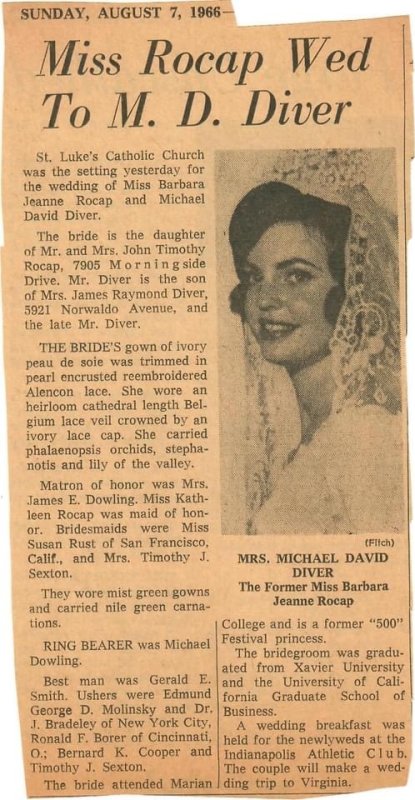 SUNDAY, AUGUST 7, 1966
Miss Rocap Wed
To M. D. Diver
St. Luke's Catholic Church
was the setting yesterday for
the wedding of Miss Barbara
Jeanne Rocap and Michael
David Diver.
The bride is the daughter
of Mr. and Mrs. John Timothy
Rocap, 7905 Morningside
Drive. Mr. Diver is the son
of Mrs. James Raymond Diver,
5921 Norwaldo Avenue, and
the late Mr. Diver.
THE BRIDE'S gown of ivory
peau de soie was trimmed in
pearl encrusted reembroidered
Alencon lace. She wore an
heirloom cathedral length Bel-
gium lace veil crowned by an
ivory lace cap. She carried
phalaenopsis orchids, stepha-
notis and lily of the valley.
Matron of honor was Mrs.
James E. Dowling. Miss Kath-
leen Rocap was maid of hon-
or. Bridesmaids were Miss
Susan Rust of San Francisco,
Calif., and Mrs. Timothy J.
Sexton.
They wore mist green gowns
and carried nile green carna-
tions.
RING BEARER was Michael
Dowling.
Best man was Gerald E.
Smith. Ushers were Edmund
George D. Molinsky and Dr.
J. Bradeley of New York City,
Ronald F. Borer of Cincinnati,
O.; Bernard K. Cooper and
Timothy J. Sexton.
The bride attended Marian
(Fitch)
MRS. MICHAEL DAVID
DIVER
The Former Miss Barbara
Jeanne Rocap
College and is a former "500"
Festival princess.
The bridegroom was gradu-
ated from Xavier University
and the University of Cali-
fornia Graduate School of
Business.
A wedding breakfast was
held for the newlyweds at the
Indianapolis Athletic Club.
The couple will make a wed-
ding trip to Virginia.